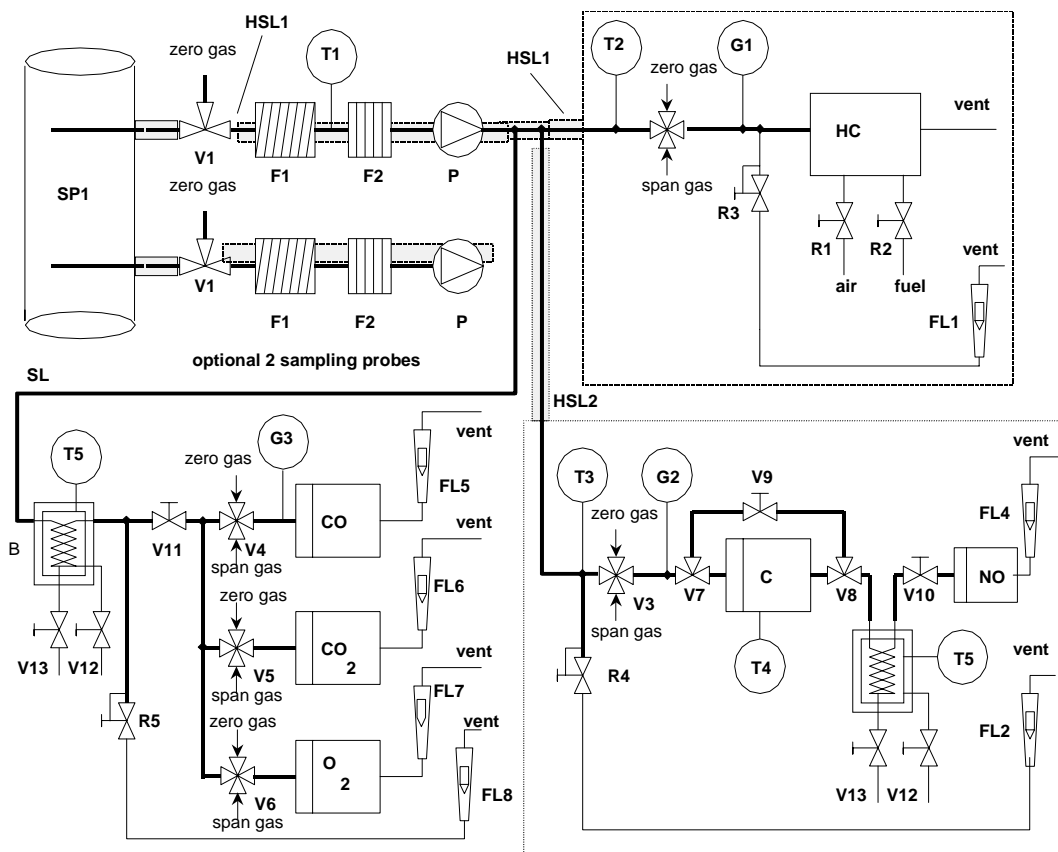 HSL1
zero gas
T1
HSL1
T2
zero gas
G1
vent
V1
F1
F2
P
span gas
HC
SP1
zero gas
R3
R1
R2
air
fuel
vent
FL1
V1
F1
F2
P
optional 2 sampling probes
SL
HSL2
T5
zero gas
G3
vent
FL5
CO
B
V11
V4
span gas
vent
FL6
zero gas
V5
CO
2
span gas
V13
V12
vent
FL7
R5
zero gas
V6
O
2
span gas
vent
FL8
T3
zero gas
G2
V9
vent
FL4
V3
span gas
V7
C
V8
V10
NO
R4
T4
T5
vent
FL2
V13
V12